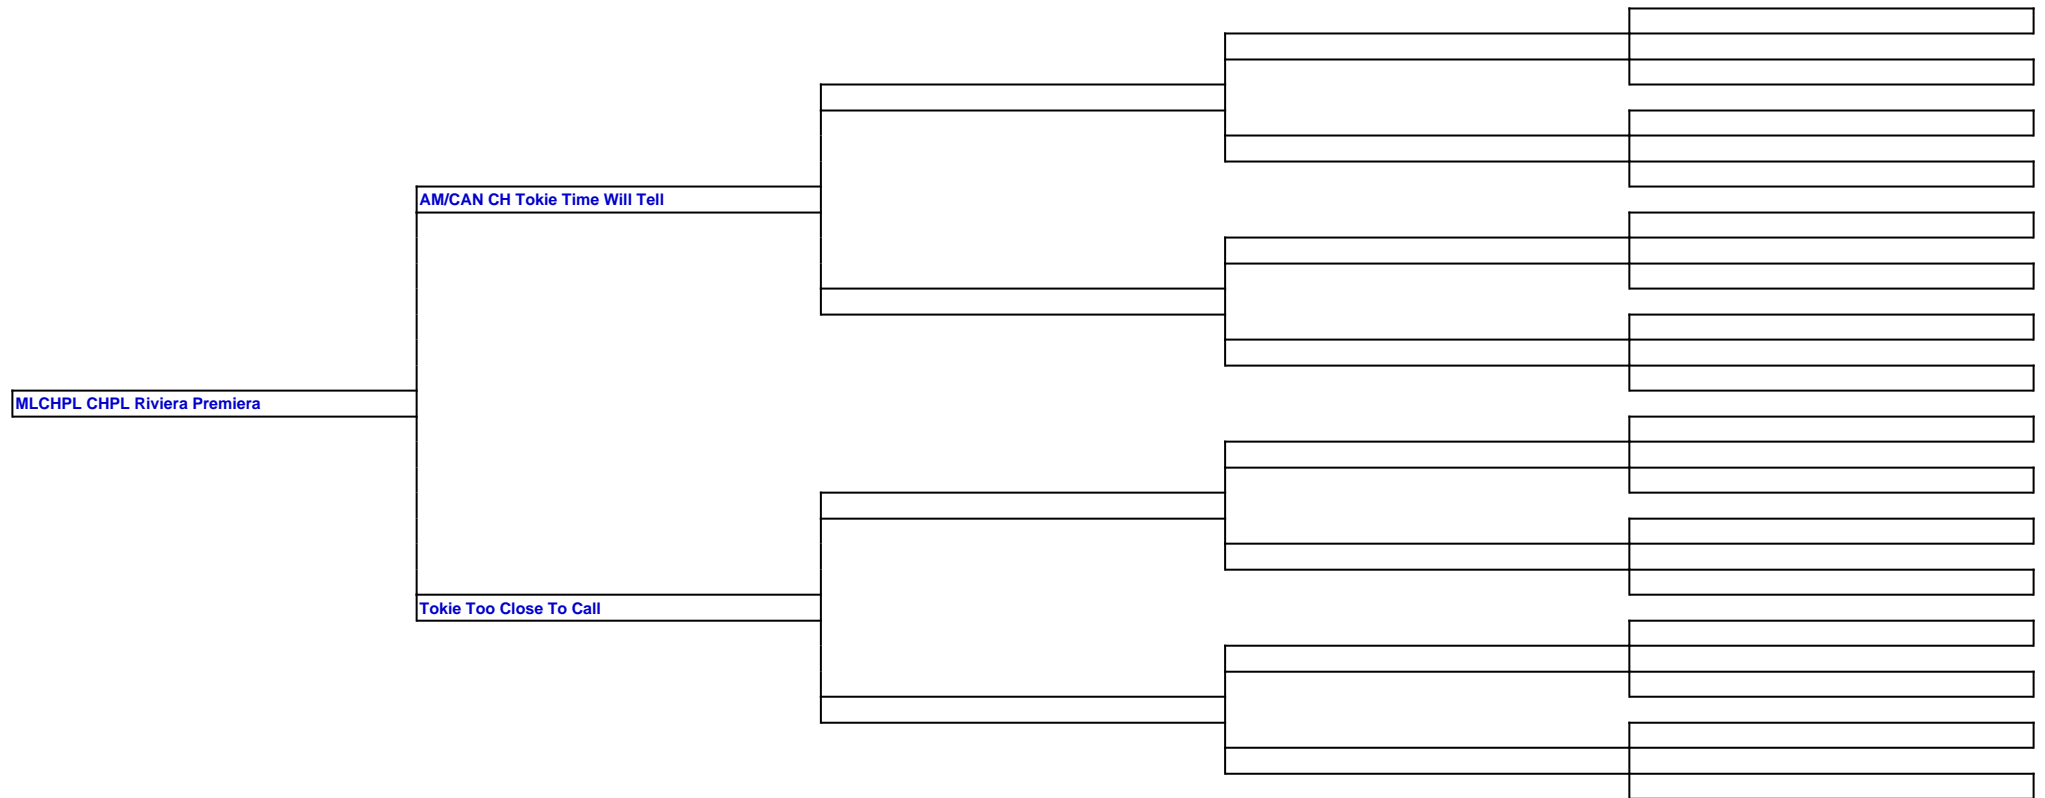 AM/CAN CH Tokie Time Will Tell
MLCHPL CHPL Riviera Premiera
Tokie Too Close To Call